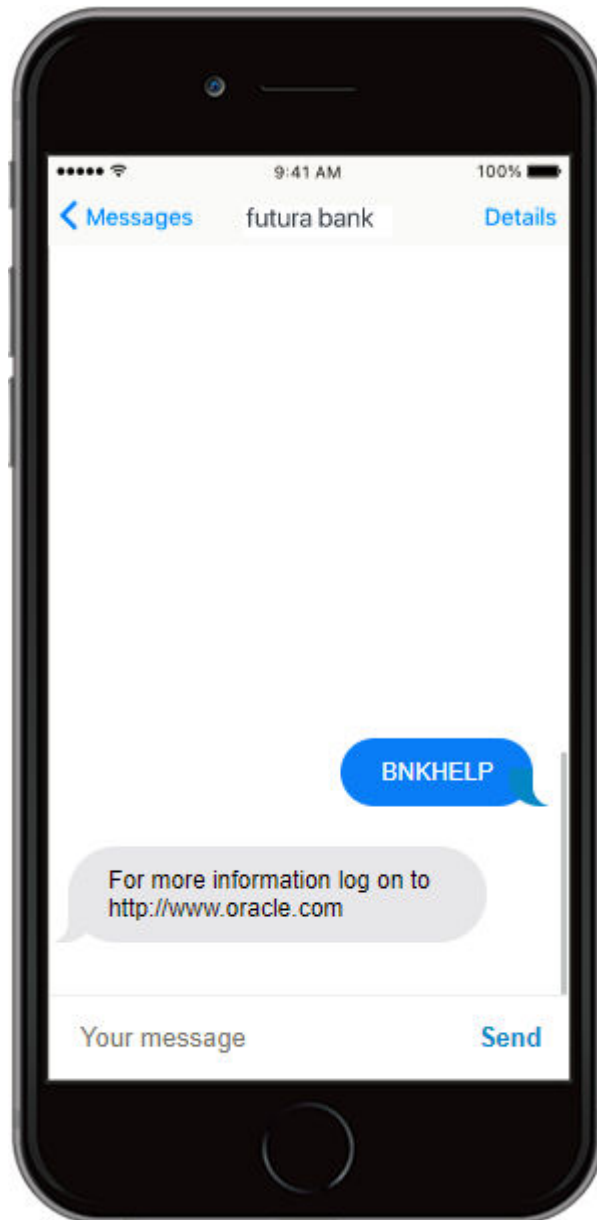 9:41 AM
100%
Messages
futura bank
Details
BNKHELP
For more information log on to
http://www.oracle.com
Your message
Send